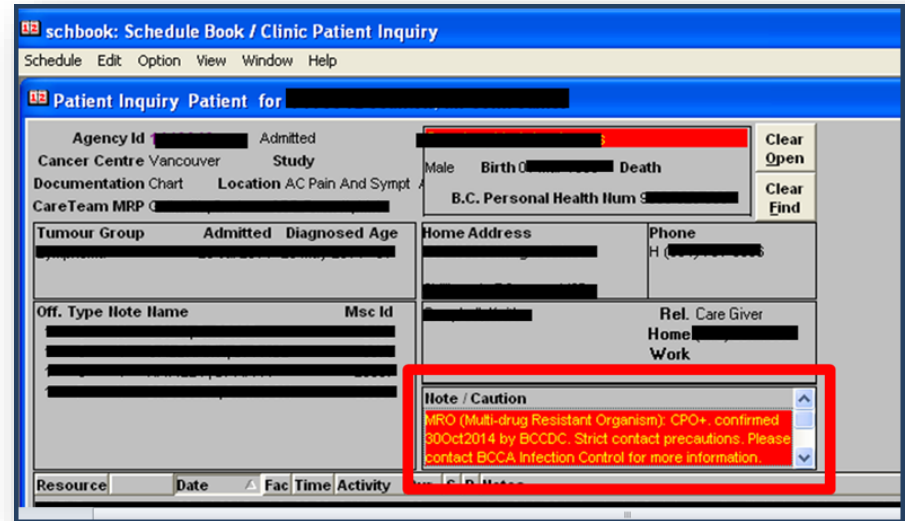 schbook: Schedule Book / Clinic Patient Inquiry
Schedule Edit Option View Window Help
Patient Inquiry Patient for
Agency Id Admitted
Cancer Centre Vancouver Study
Documentation Chart Location AC Pain And Sympt
CareTeam MRP
Male Birth Death
B.C. Personal Health Num
Clear Open
Clear Find
Tumour Group Admitted Diagnosed Age
Home Address
Phone
H (
Off. Type Note Name Msc Id
Rel. Care Giver
Home
Work
Note / Caution
MRO (Multi-drug Resistant Organism): CPO+. confirmed
30Oct2014 by BCCDC. Strict contact precautions. Please
contact BCCA Infection Control for more information.
Resource Date Fac Time Activity